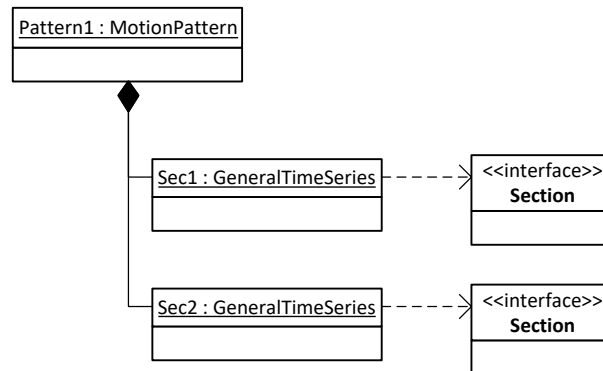 Pattern1 : MotionPattern
Sec1 : GeneralTimeSeries
<<interface>>
Section
Sec2 : GeneralTimeSeries
<<interface>>
Section